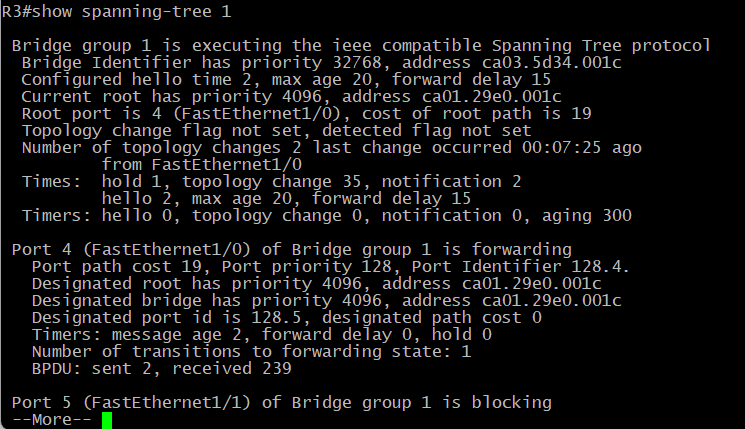 R3#show spanning-tree 1
Bridge group 1 is executing the ieee compatible Spanning Tree protocol
Bridge Identifier has priority 32768, address ca03.5d34.001c
Configured hello time 2, max age 20, forward delay 15
Current root has priority 4096, address ca01.29e0.001c
Root port is 4 (FastEthernet1/0), cost of root path is 19
Topology change flag not set, detected flag not set
Number of topology changes 2 last change occurred 00:07:25 ago
from FastEthernet1/0
Times:  hold 1, topology change 35, notification 2
hello 2, max age 20, forward delay 15
Timers: hello 0, topology change 0, notification 0, aging 300
Port 4 (FastEthernet1/0) of Bridge group 1 is forwarding
Port path cost 19, Port priority 128, Port Identifier 128.4.
Designated root has priority 4096, address ca01.29e0.001c
Designated bridge has priority 4096, address ca01.29e0.001c
Designated port id is 128.5, designated path cost 0
Timers: message age 2, forward delay 0, hold 0
Number of transitions to forwarding state: 1
BPDU: sent 2, received 239
Port 5 (FastEthernet1/1) of Bridge group 1 is blocking
--More--